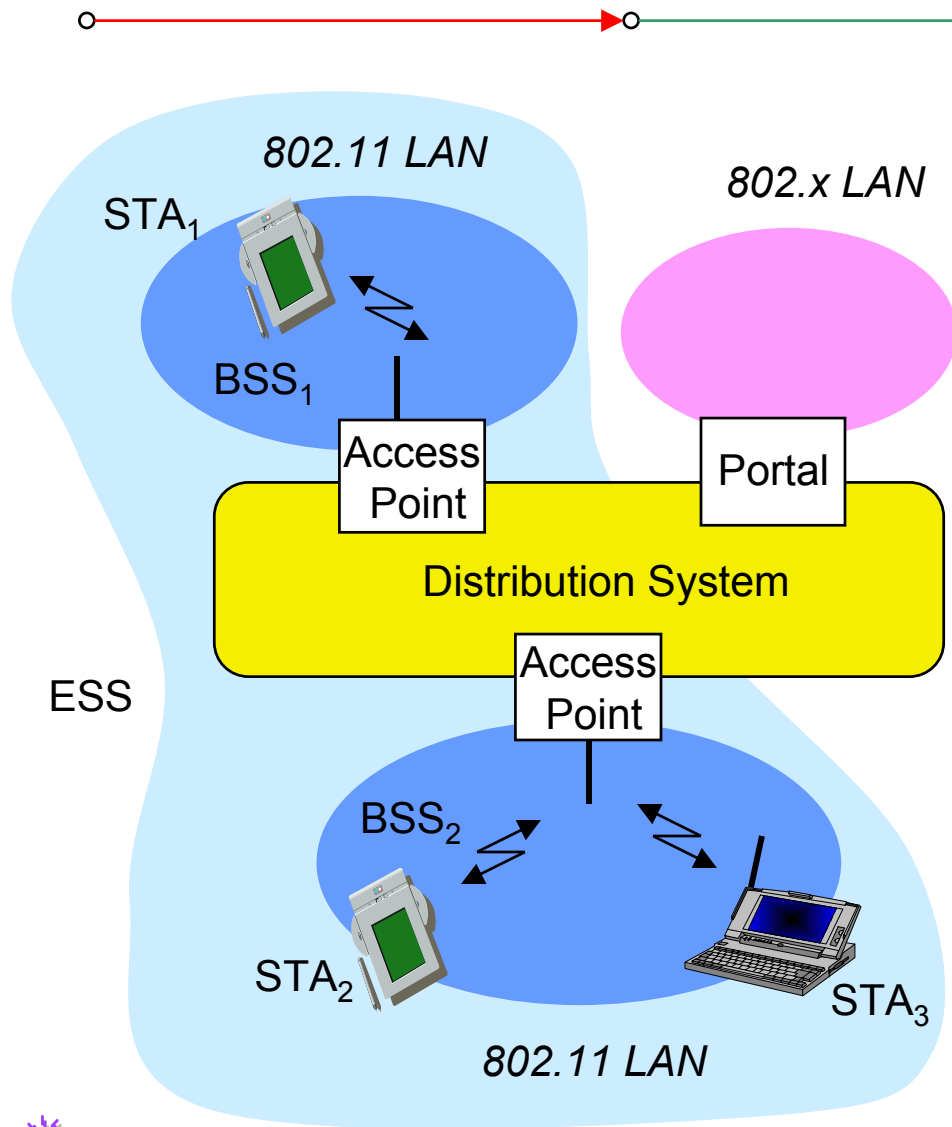 802.11 LAN
802.x LAN
STA₁
BSS₁
Access
Point
Portal
Distribution System
Access
Point
ESS
BSS₂
STA₂
STA₃
802.11 LAN